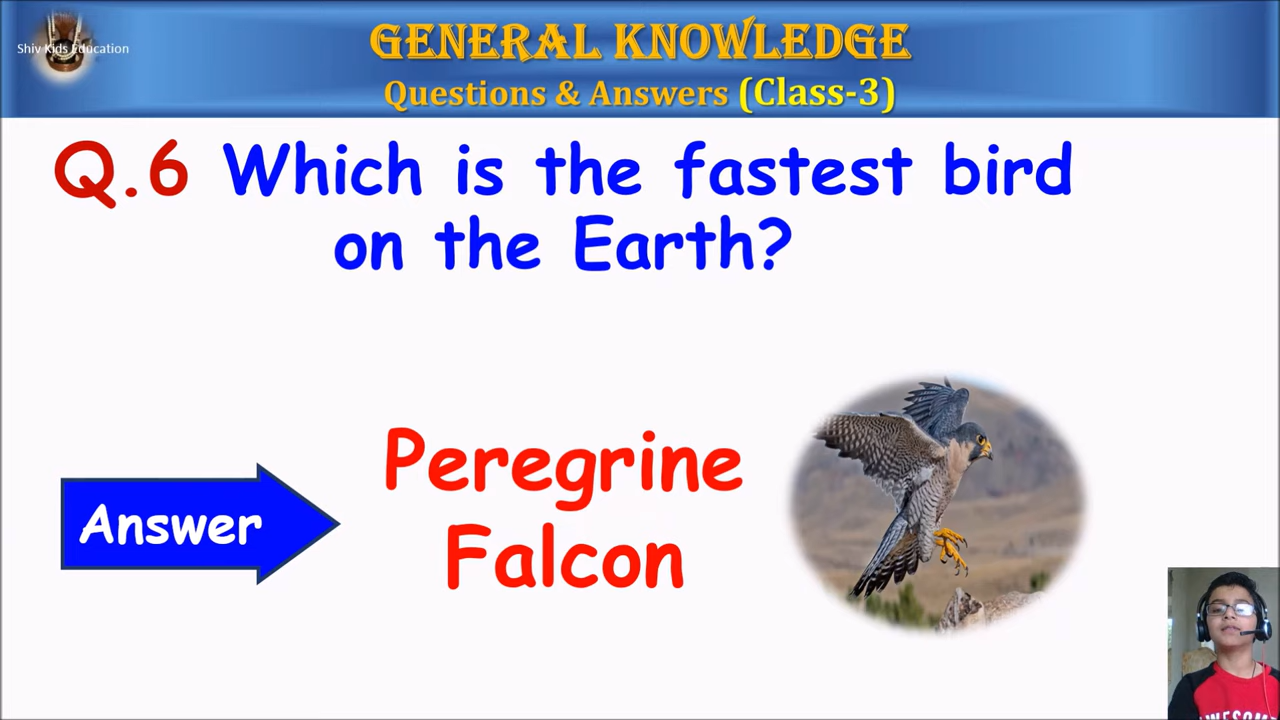 Shiv Kids Education
GENERAL KNOWLEDGE
Questions & Answers (Class-3)
Q.6 Which is the fastest bird
on the Earth?
Peregrine
Answer
Falcon
AWESOM